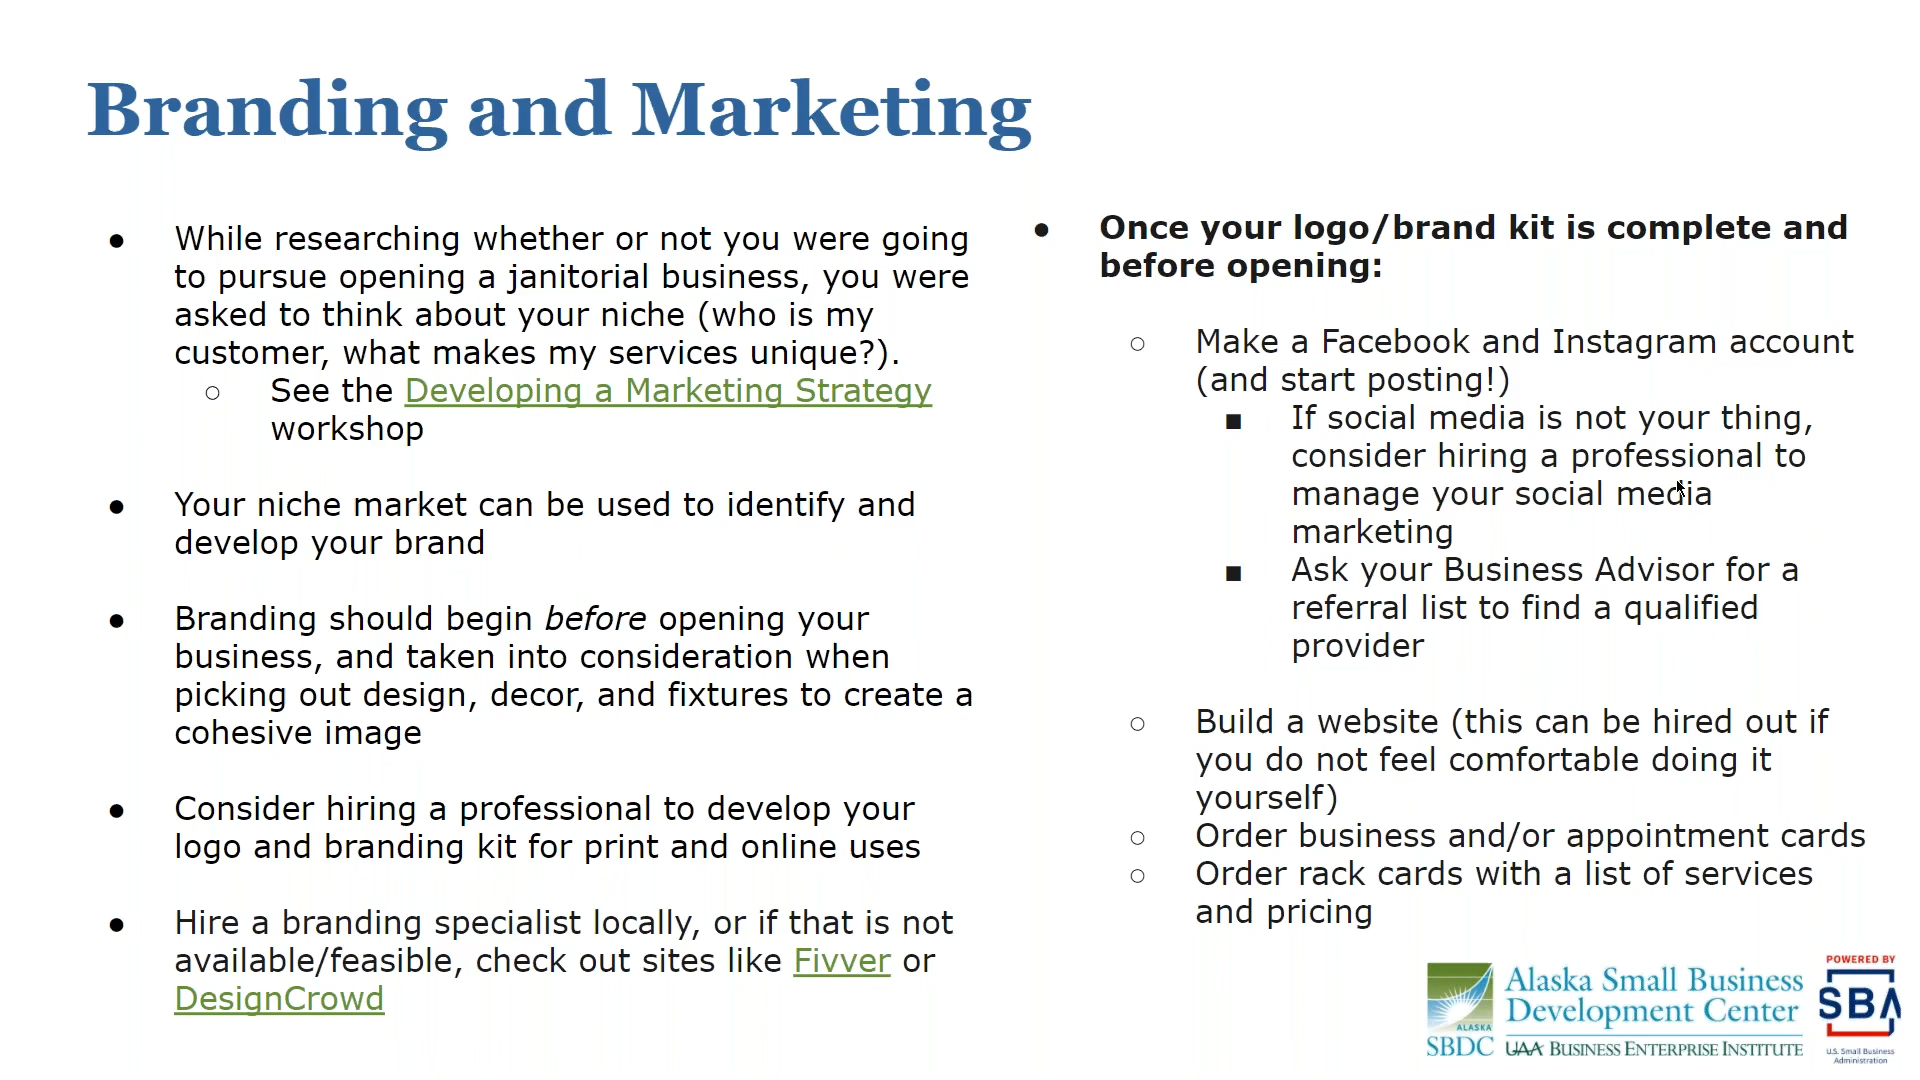 Branding and Marketing
● While researching whether or not you were going
to pursue opening a janitorial business, you were
asked to think about your niche (who is my
customer, what makes my services unique?).
○ See the Developing a Marketing Strategy
workshop
● Your niche market can be used to identify and
develop your brand
● Branding should begin before opening your
business, and taken into consideration when
picking out design, decor, and fixtures to create a
cohesive image
● Consider hiring a professional to develop your
logo and branding kit for print and online uses
● Hire a branding specialist locally, or if that is not
available/feasible, check out sites like Fivver or
DesignCrowd
● Once your logo/brand kit is complete and
before opening:
○ Make a Facebook and Instagram account
(and start posting!)
■ If social media is not your thing,
consider hiring a professional to
manage your social media
marketing
■ Ask your Business Advisor for a
referral list to find a qualified
provider
○ Build a website (this can be hired out if
you do not feel comfortable doing it
yourself)
○ Order business and/or appointment cards
○ Order rack cards with a list of services
and pricing
ALASKA
SBDC
Alaska Small Business
Development Center
UAA BUSINESS ENTERPRISE INSTITUTE
POWERED BY
SBA
U.S. Small Business
Administration